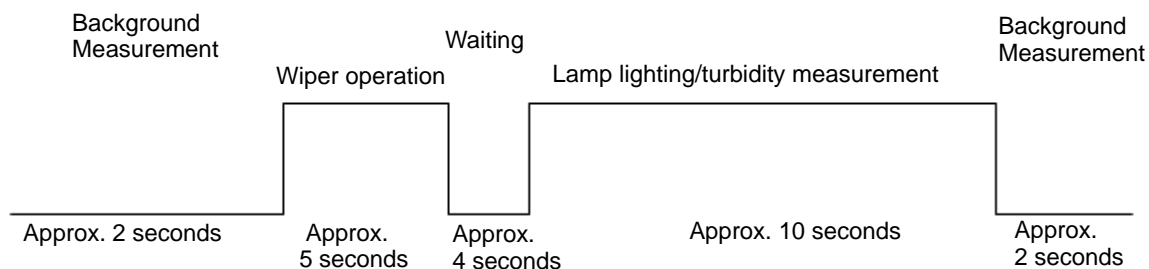 Background
Measurement
Wiper operation
Waiting
Lamp lighting/turbidity measurement
Background
Measurement
Approx. 2 seconds
Approx.
5 seconds
Approx.
4 seconds
Approx. 10 seconds
Approx.
2 seconds